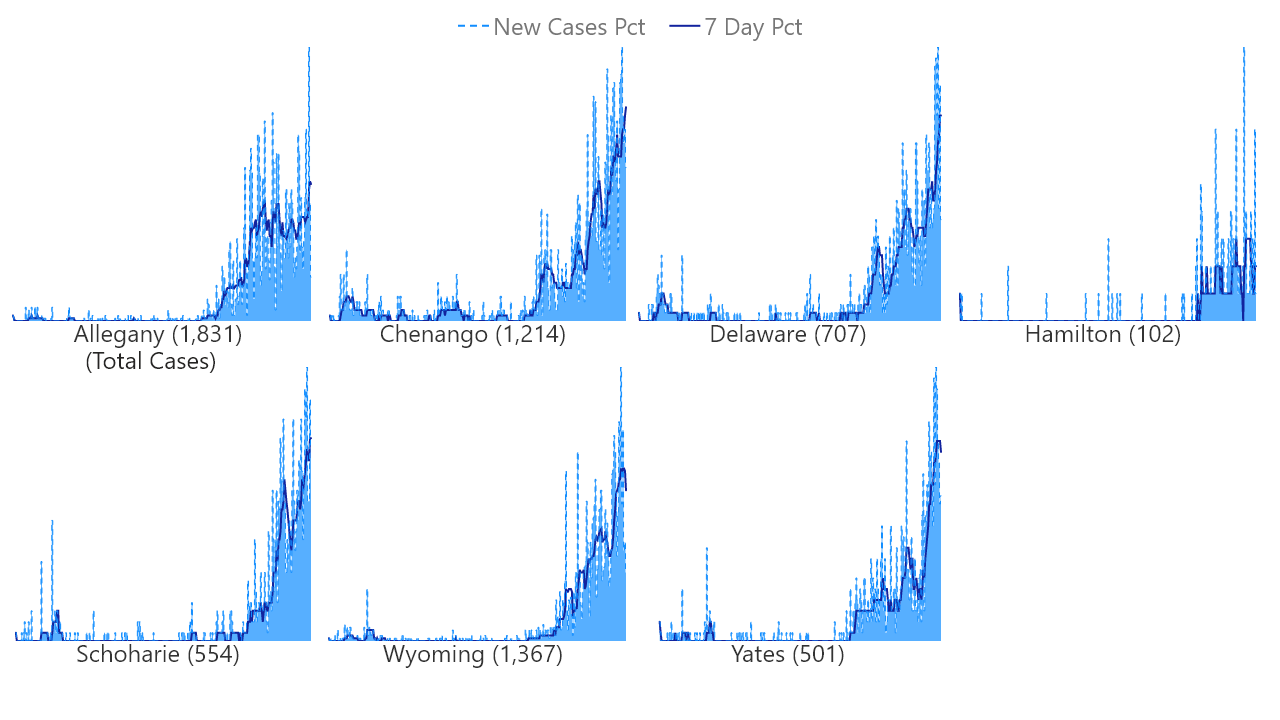 New Cases Pct 7 Day Pct
Allegany (1,831)
(Total Cases)
Chenango (1,214)
Delaware (707)
Hamilton (102)
Schoharie (554)
Wyoming (1,367)
Yates (501)